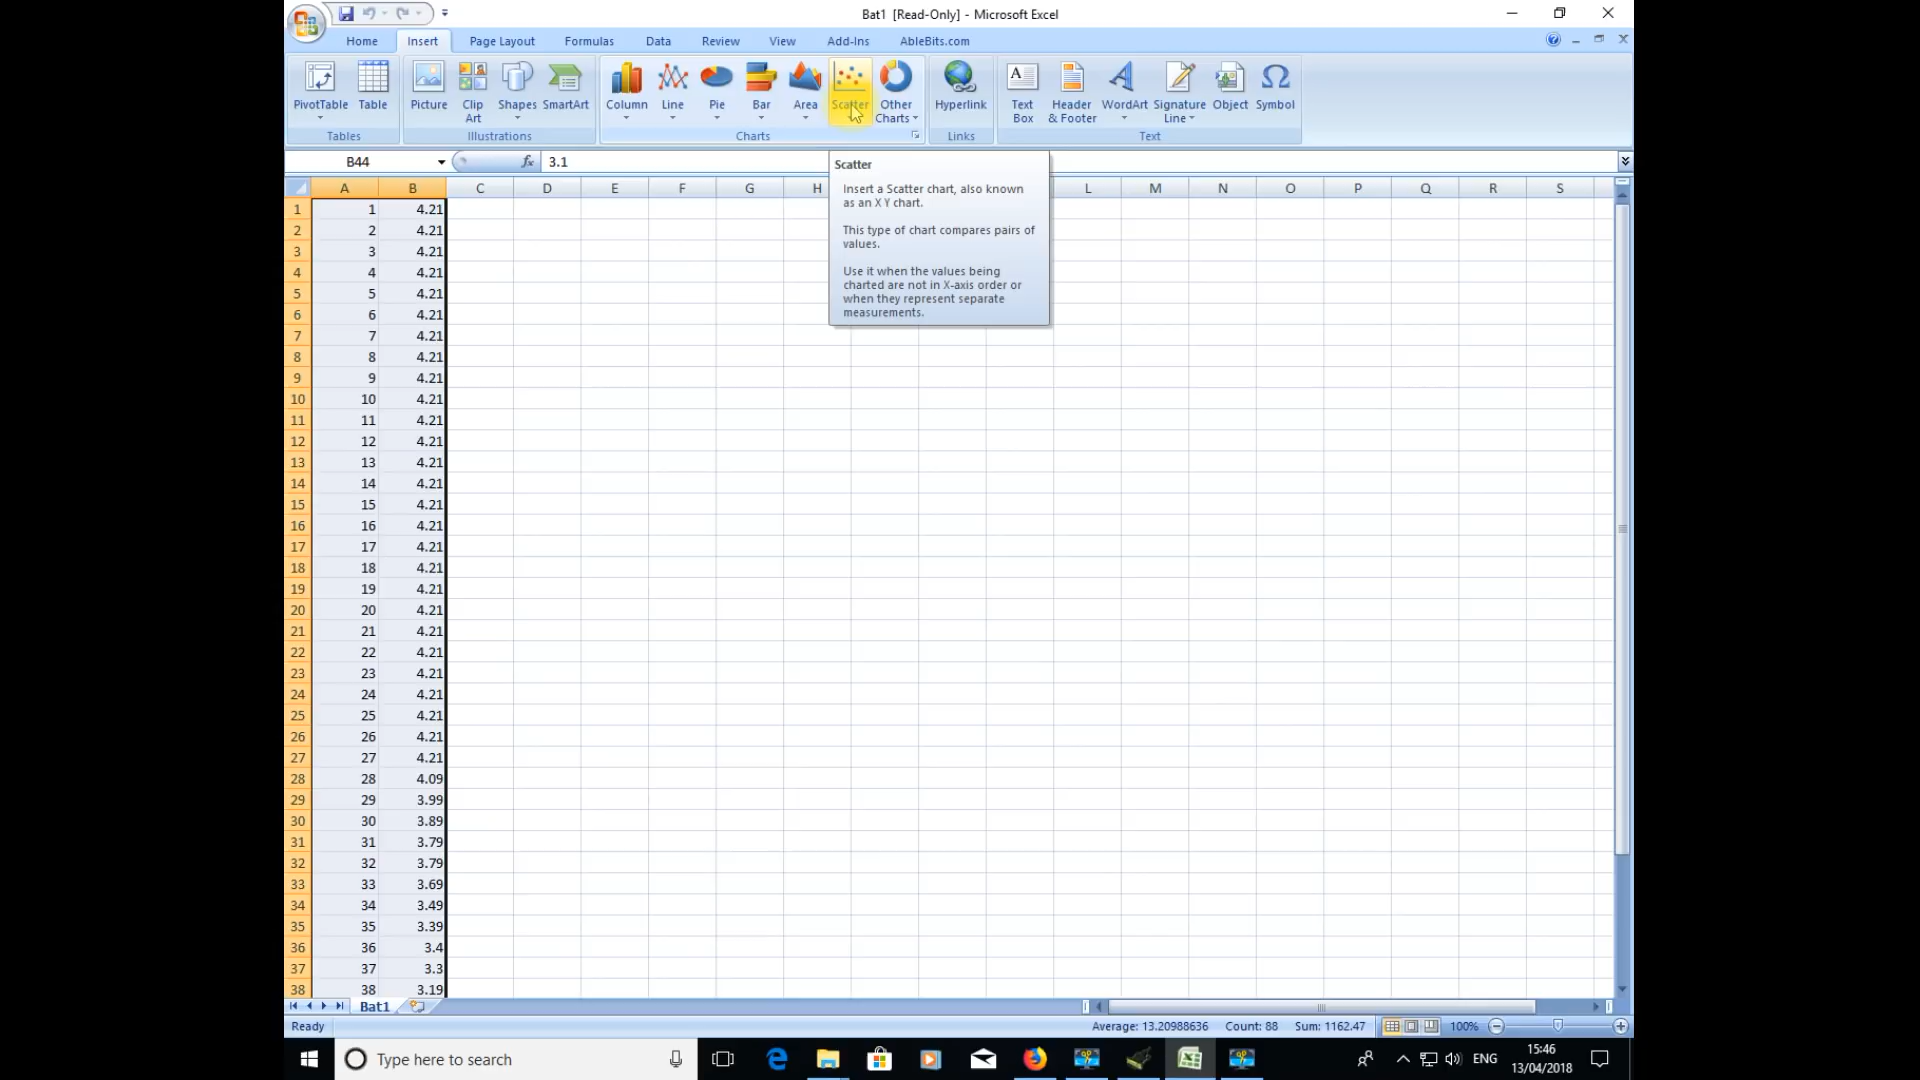 Bat1 [Read-Only] - Microsoft Excel
Home Insert Page Layout Formulas Data Review View Add-Ins AbleBits.com
PivotTable Table Picture Clip Art Shapes SmartArt Column Line Pie Bar Area Scatter Other Charts Hyperlink Text Box Header & Footer WordArt Signature Line Object Symbol
Tables Illustrations Charts Links Text
B44 fx 3.1
Scatter
Insert a Scatter chart, also known
as an X Y chart.
This type of chart compares pairs of
values.
Use it when the values being
charted are not in X-axis order or
when they represent separate
measurements.
A B C D E F G H L M N O P Q R S
1 1 4.21
2 2 4.21
3 3 4.21
4 4 4.21
5 5 4.21
6 6 4.21
7 7 4.21
8 8 4.21
9 9 4.21
10 10 4.21
11 11 4.21
12 12 4.21
13 13 4.21
14 14 4.21
15 15 4.21
16 16 4.21
17 17 4.21
18 18 4.21
19 19 4.21
20 20 4.21
21 21 4.21
22 22 4.21
23 23 4.21
24 24 4.21
25 25 4.21
26 26 4.21
27 27 4.21
28 28 4.09
29 29 3.99
30 30 3.89
31 31 3.79
32 32 3.79
33 33 3.69
34 34 3.49
35 35 3.39
36 36 3.4
37 37 3.3
38 38 3.19
Bat1
Ready Average: 13.20988636 Count: 88 Sum: 1162.47 100%
Type here to search ENG 15:46
13/04/2018